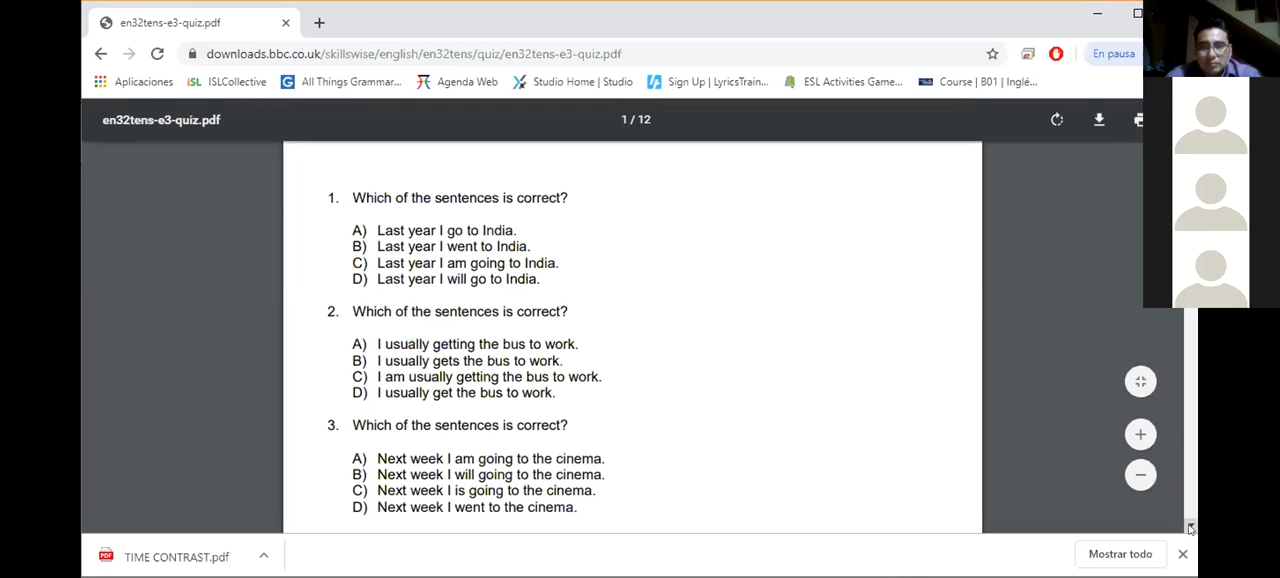 en32tens-e3-quiz.pdf
downloads.bbc.co.uk/skillswise/english/en32tens/quiz/en32tens-e3-quiz.pdf
En pausa
Aplicaciones iSL ISLCollective G All Things Grammar... Agenda Web Studio Home | Studio Sign Up | LyricsTrain... ESL Activities Game... Course | B01 | Inglé...
en32tens-e3-quiz.pdf 1 / 12
1. Which of the sentences is correct?
A) Last year I go to India.
B) Last year I went to India.
C) Last year I am going to India.
D) Last year I will go to India.
2. Which of the sentences is correct?
A) I usually getting the bus to work.
B) I usually gets the bus to work.
C) I am usually getting the bus to work.
D) I usually get the bus to work.
3. Which of the sentences is correct?
A) Next week I am going to the cinema.
B) Next week I will going to the cinema.
C) Next week I is going to the cinema.
D) Next week I went to the cinema.
PDF TIME CONTRAST.pdf
Mostrar todo